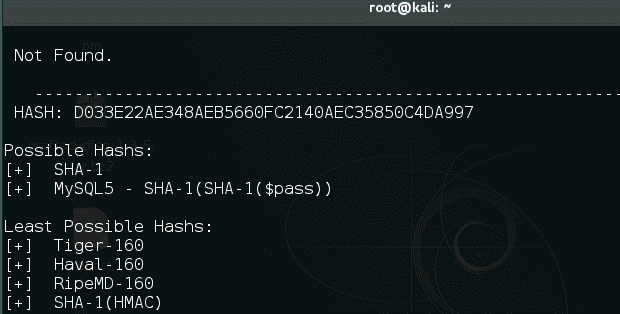 root@kali: ~
Not Found.
--------------------------------------------------------------
HASH: D033E22AE348AEB5660FC2140AEC35850C4DA997
Possible Hashs:
[+] SHA-1
[+] MySQL5 - SHA-1(SHA-1($pass))
Least Possible Hashs:
[+] Tiger-160
[+] Haval-160
[+] RipeMD-160
[+] SHA-1(HMAC)